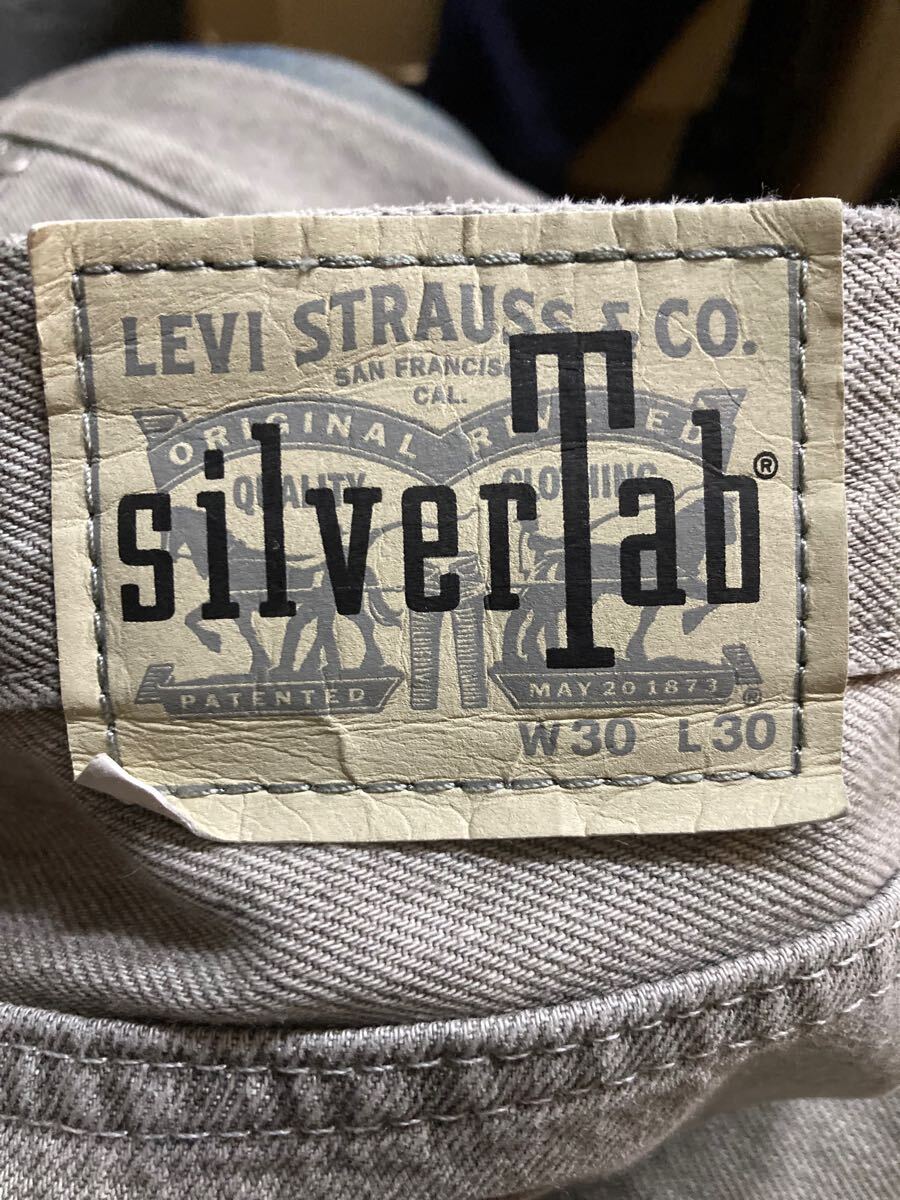 LEVI STRAUSS & CO.
SAN FRANCISCO
CAL.
ORIGINAL RIVETED
QUALITY CLOTHING
silverTab®
PATENTED MAY 20 1873 ®
W30 L30